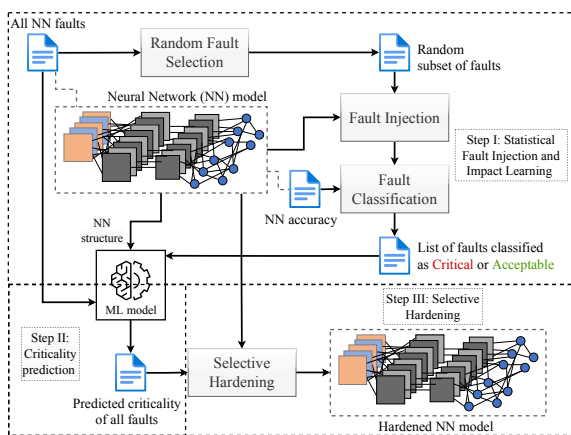 All NN faults
Random Fault
Selection
Random
subset of faults
Neural Network (NN) model
Fault Injection
Step I: Statistical
Fault Injection and
Impact Learning
Fault
Classification
NN accuracy
NN
structure
List of faults classified
as Critical or Acceptable
ML model
Step II:
Criticality
prediction
Step III: Selective
Hardening
Selective
Hardening
Predicted criticality
of all faults
Hardened NN model